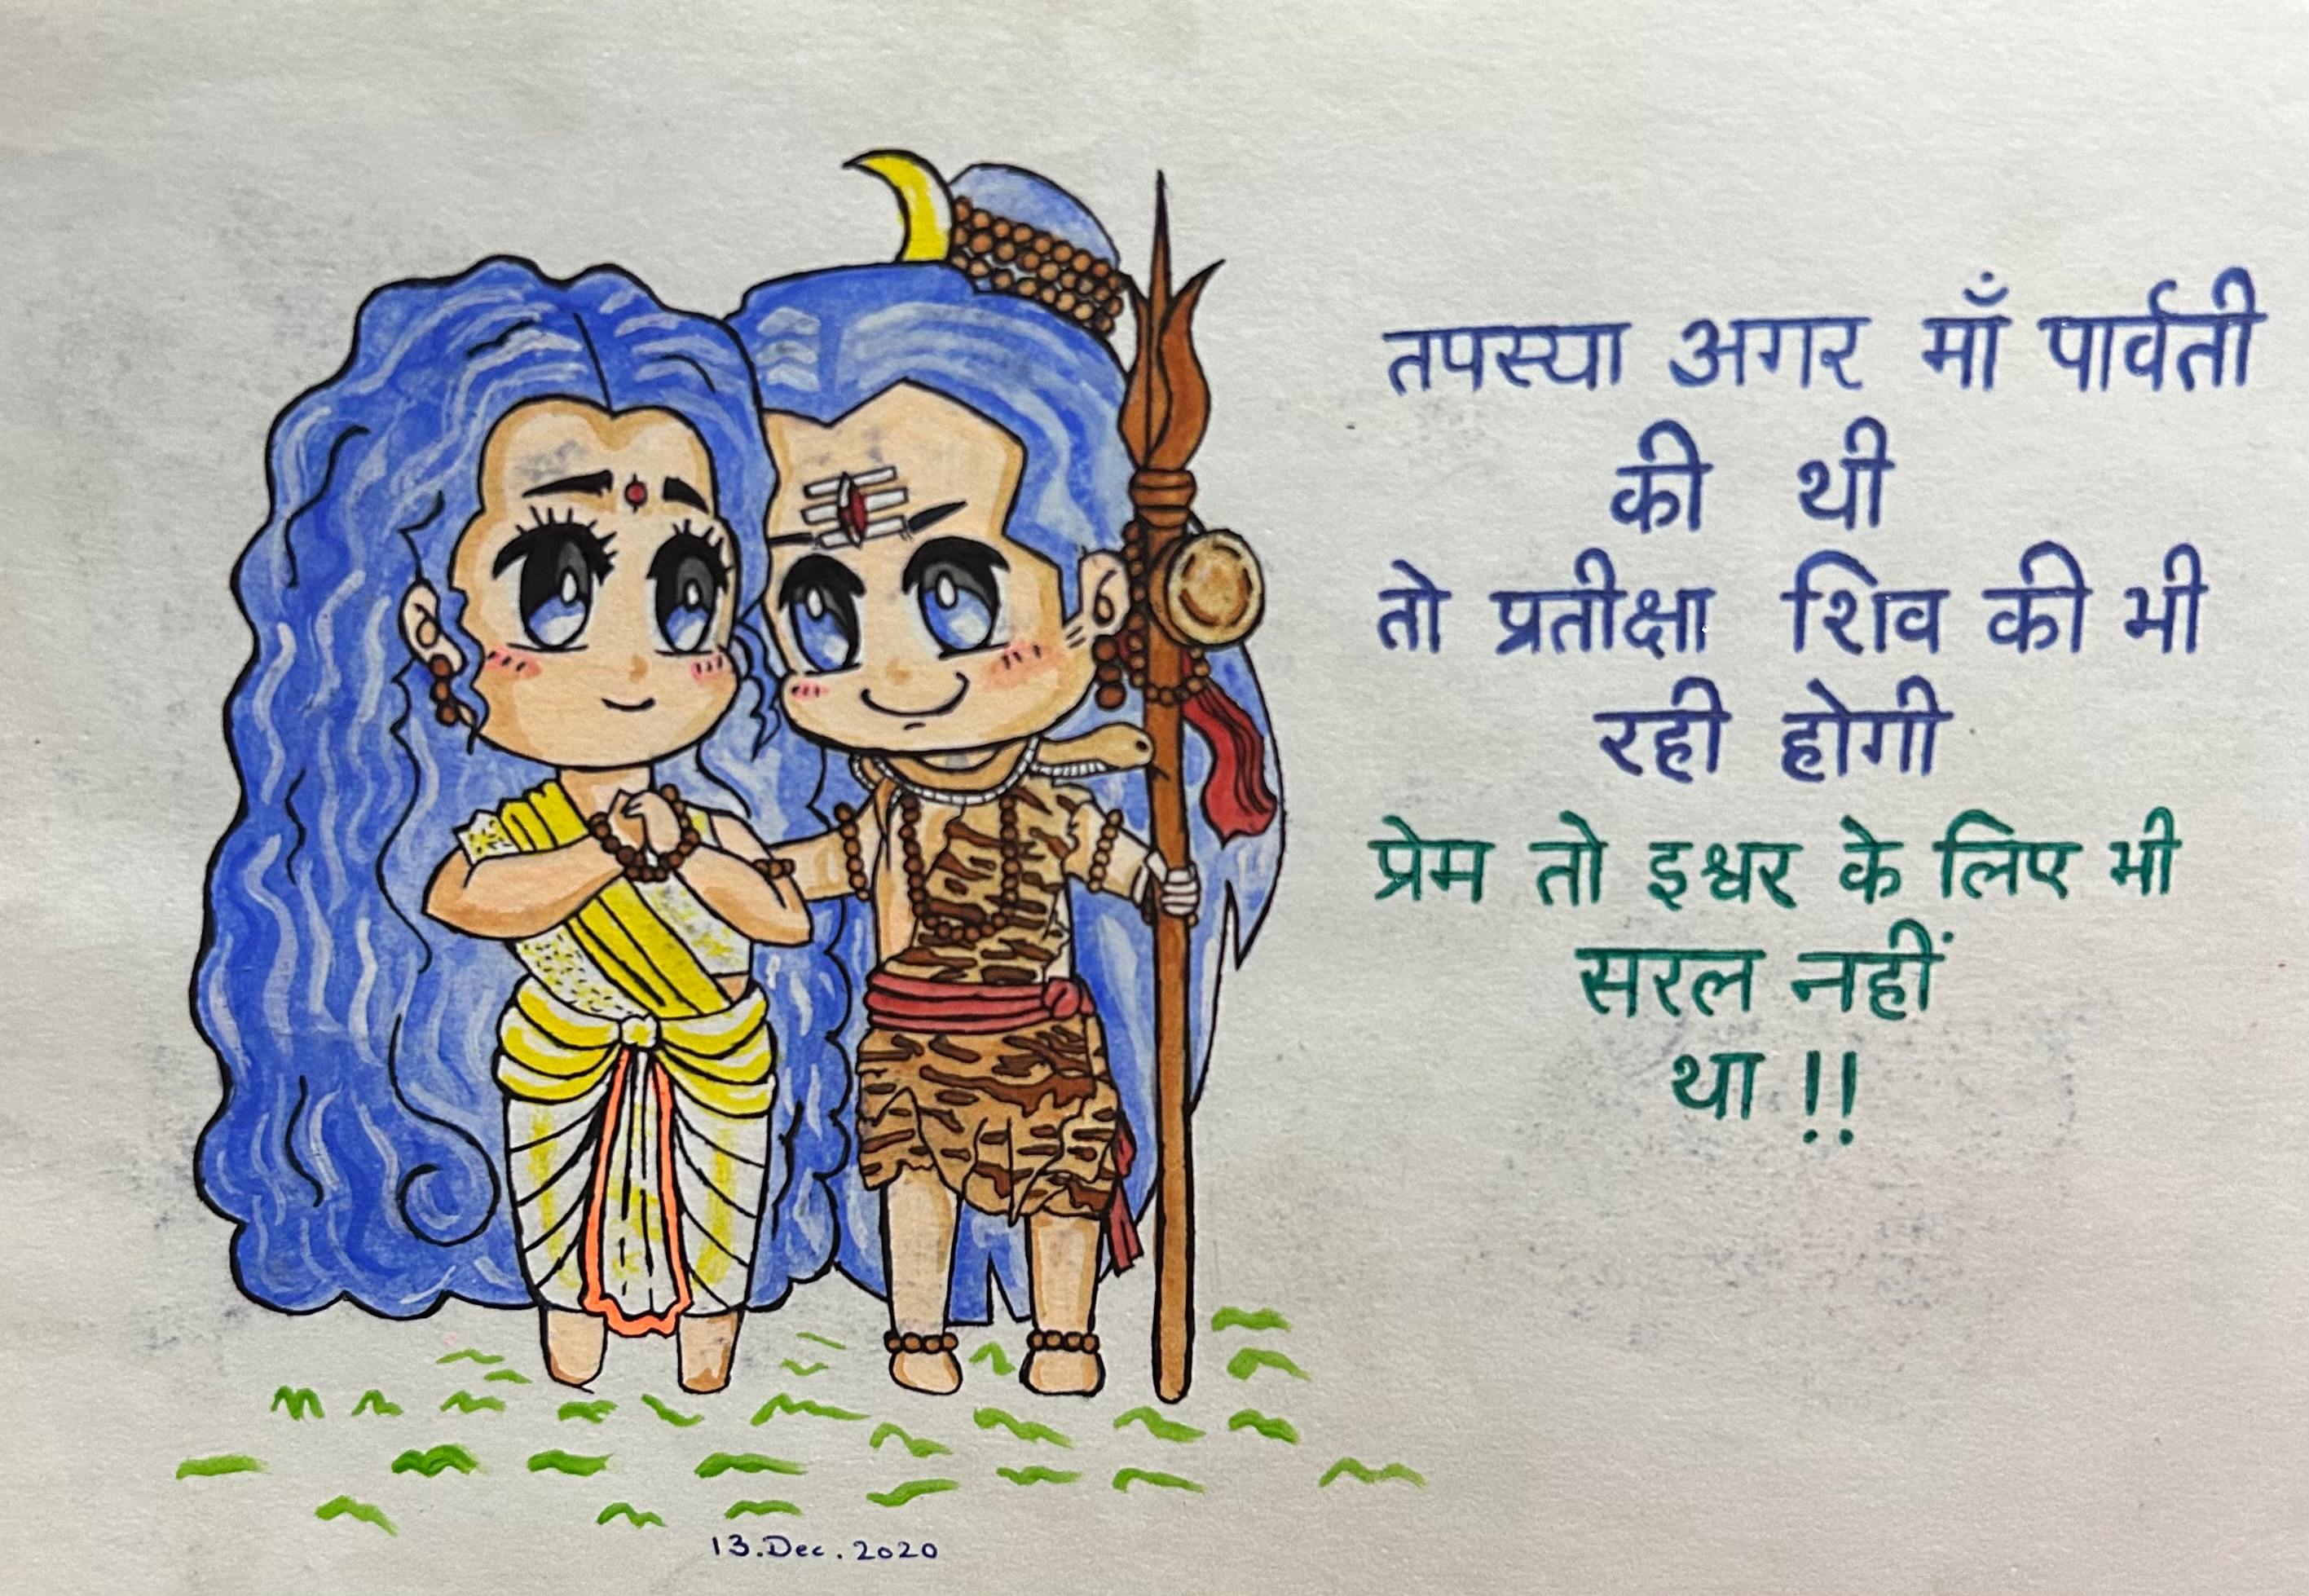 तपस्या अगर माँ पार्वती
की थी
तो प्रतीक्षा शिव की भी
रही होगी
प्रेम तो इश्वर के लिए भी
सरल नहीं
था !!
13.Dec.2020